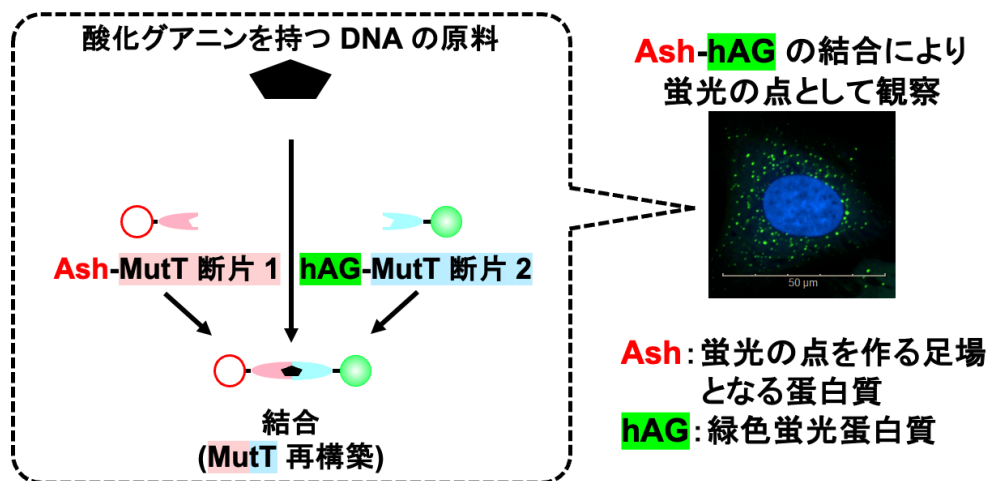 酸化グアニンを持つ DNA の原料
Ash-MutT 断片 1
hAG-MutT 断片 2
結合
(MutT 再構築)
Ash-hAG の結合により
蛍光の点として観察
50 µm
Ash：蛍光の点を作る足場
となる蛋白質
hAG：緑色蛍光蛋白質